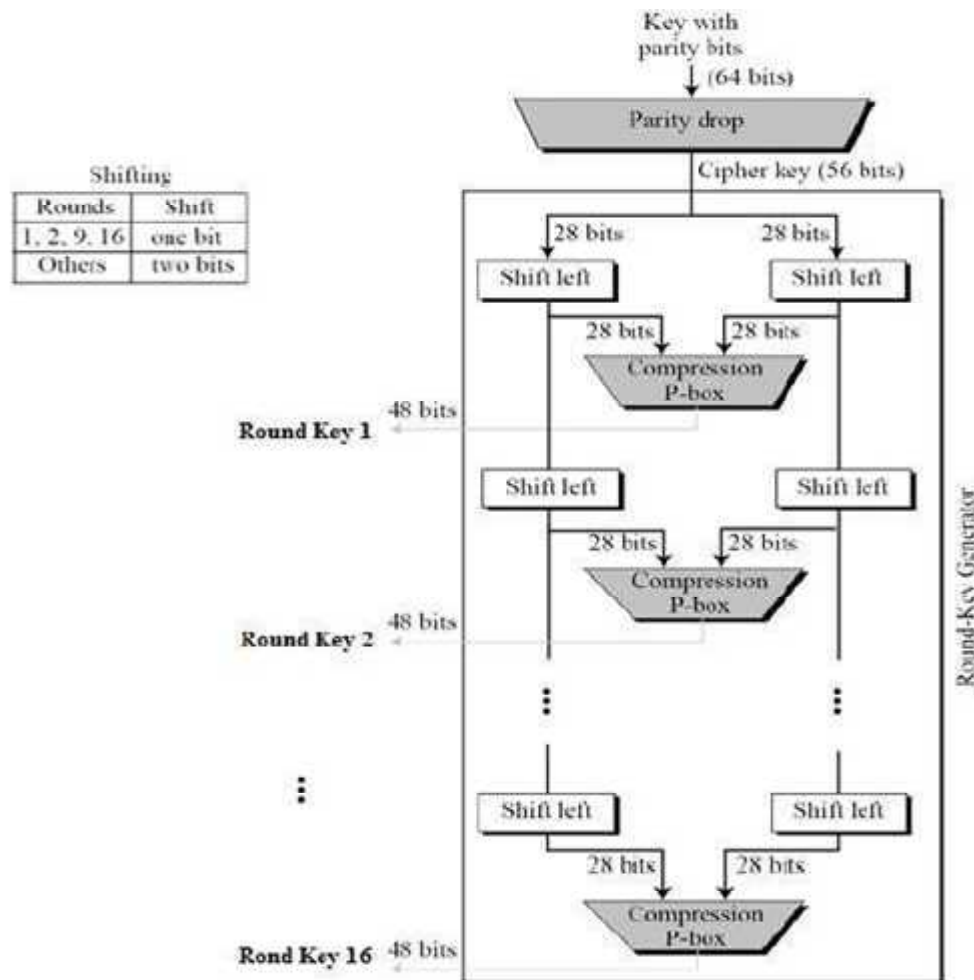 Key with
parity bits
(64 bits)
Parity drop
Cipher key (56 bits)
Shifting
Rounds Shift
1, 2, 9, 16 one bit
Others two bits
28 bits 28 bits
Shift left Shift left
28 bits 28 bits
Compression
P-box
48 bits
Round Key 1
Shift left Shift left
28 bits 28 bits
Compression
P-box
48 bits
Round Key 2
Round-Key Generator
Shift left Shift left
28 bits 28 bits
Compression
P-box
48 bits
Rond Key 16